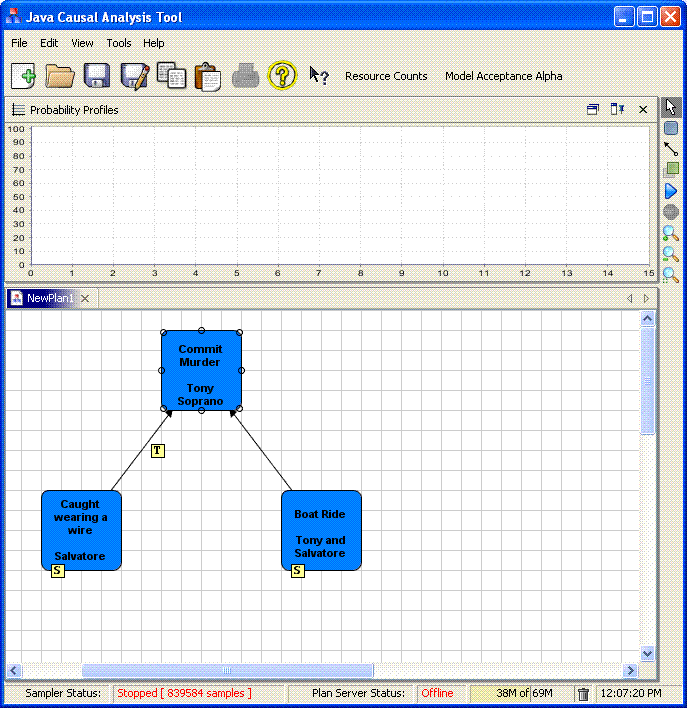 Java Causal Analysis Tool
File Edit View Tools Help
Resource Counts Model Acceptance Alpha
Probability Profiles
100
90
80
70
60
50
40
30
20
10
0
0 1 2 3 4 5 6 7 8 9 10 11 12 13 14 15
NewPlan1
Commit
Murder
Tony
Soprano
T
Caught
wearing a
wire
Salvatore
S
Boat Ride
Tony and
Salvatore
S
Sampler Status: Stopped [ 839584 samples ] Plan Server Status: Offline 38M of 69M 12:07:20 PM